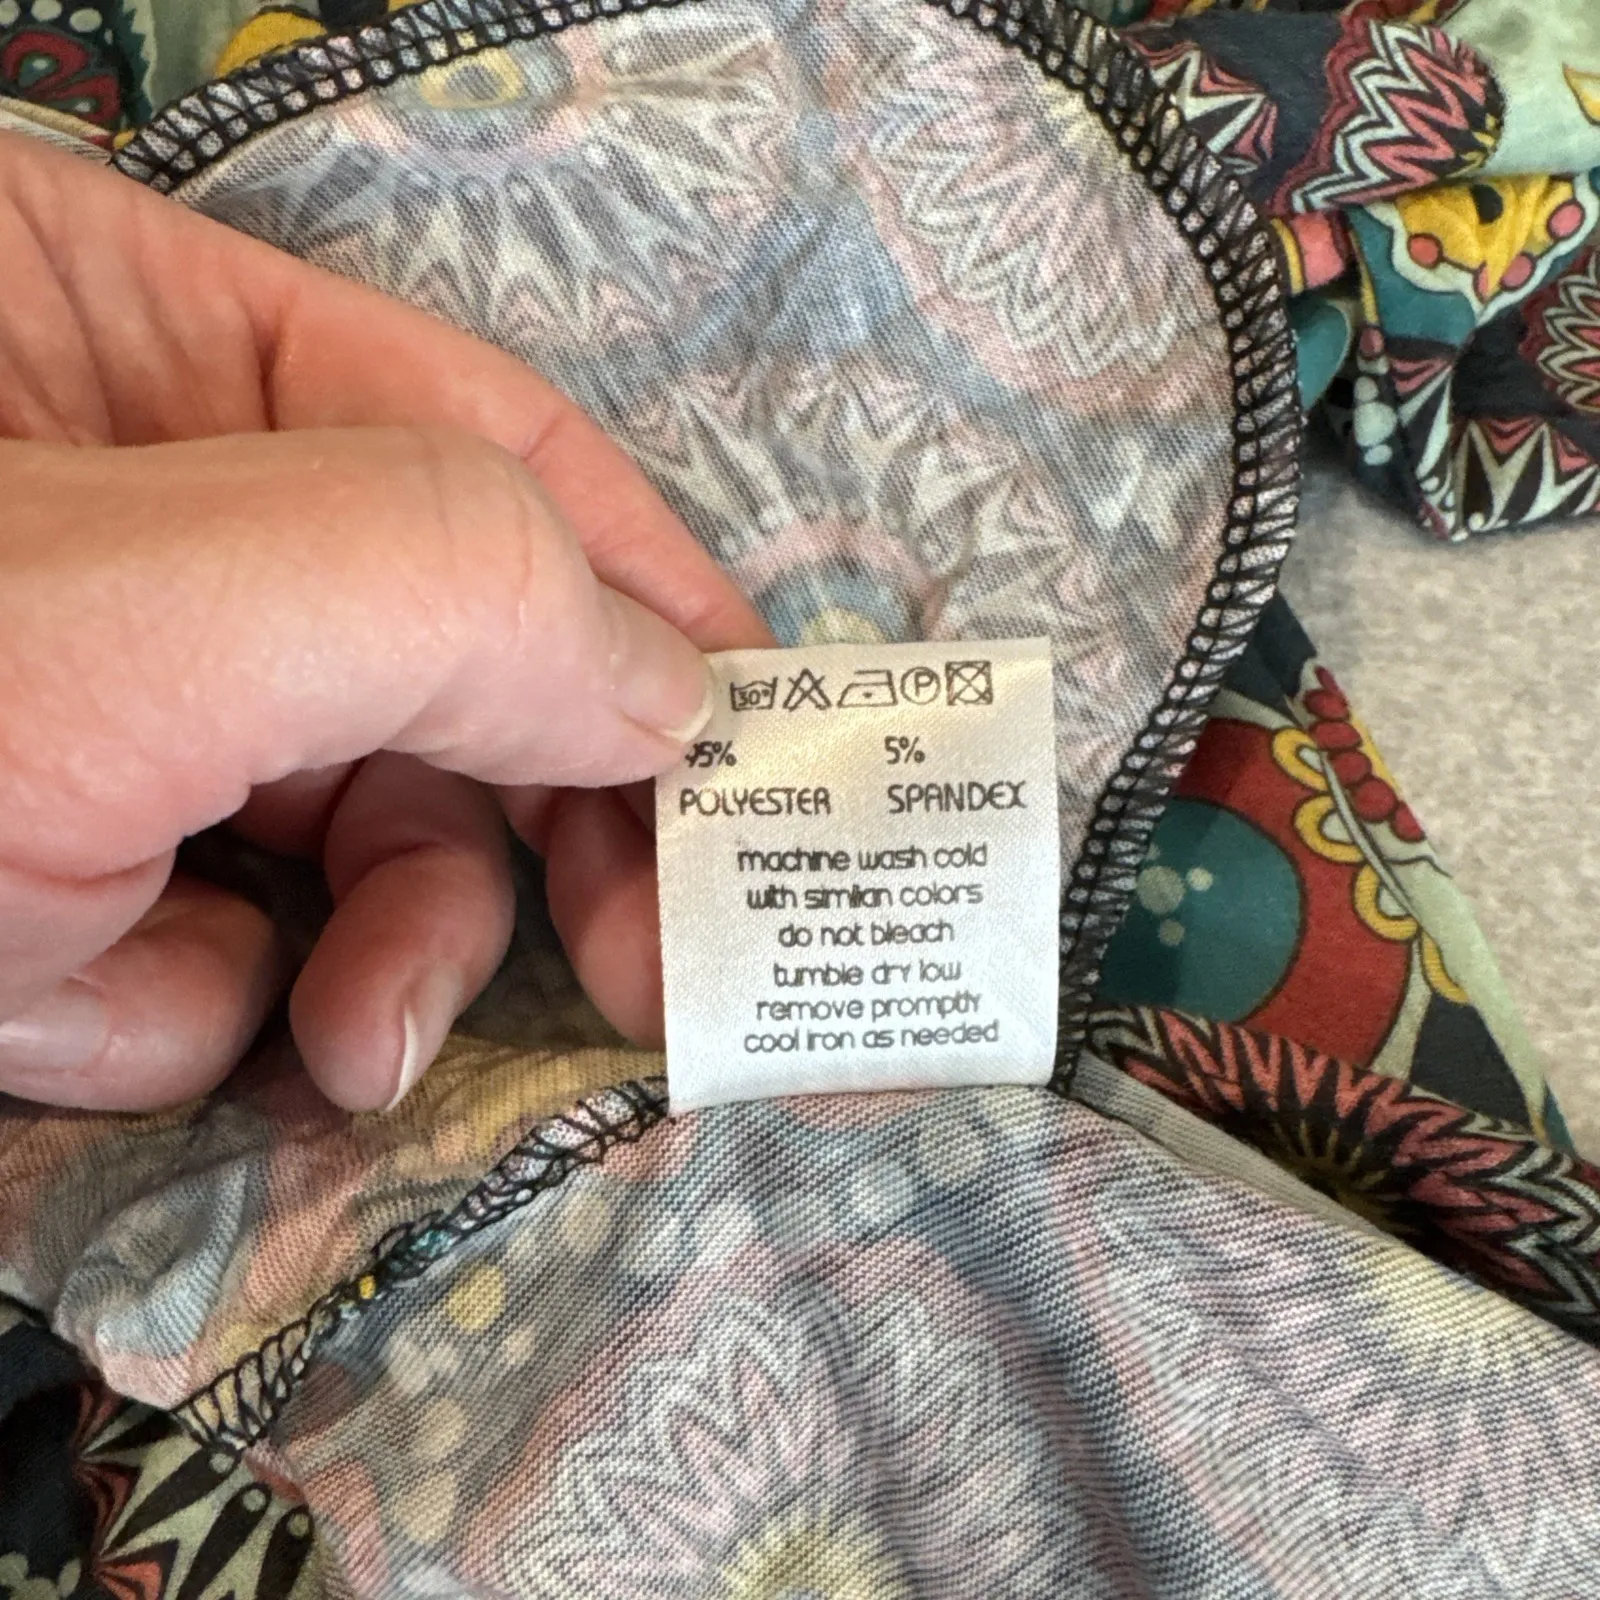 30° P
95% 5%
POLYESTER SPANDEX
machine wash cold
with similar colors
do not bleach
tumble dry low
remove promptly
cool iron as needed